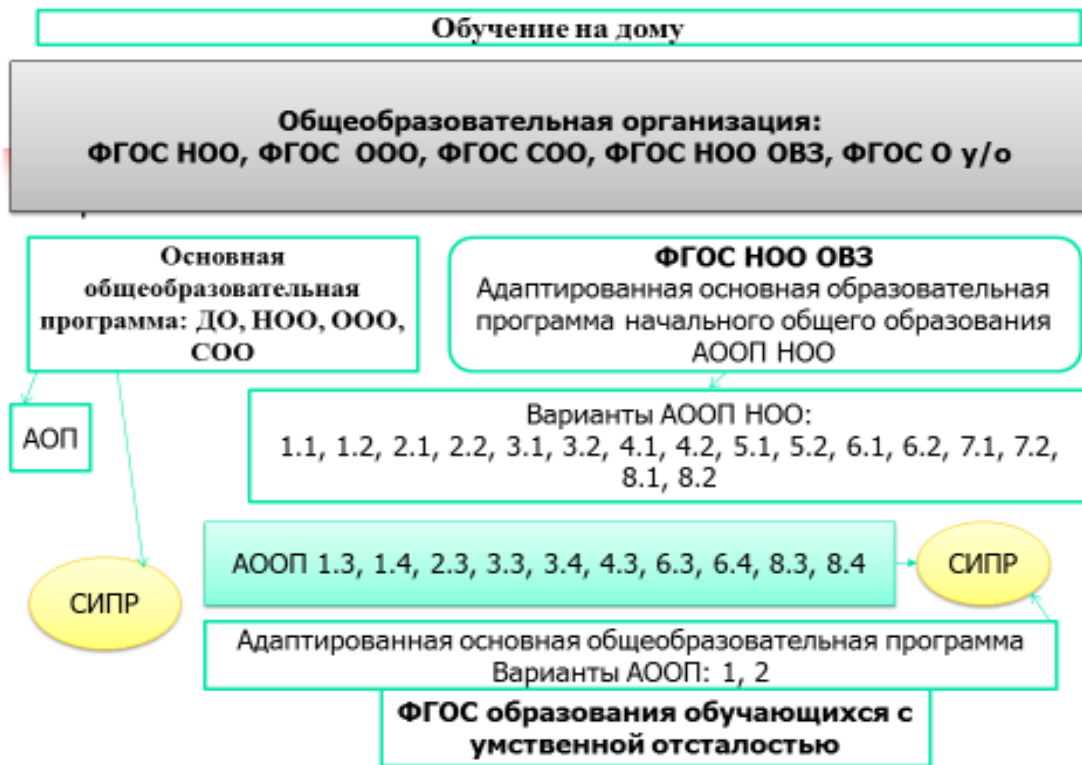 Обучение на дому
Общеобразовательная организация:
ФГОС НОО, ФГОС ООО, ФГОС СОО, ФГОС НОО ОВЗ, ФГОС О у/о
Основная
общеобразовательная
программа: ДО, НОО, ООО,
СОО
ФГОС НОО ОВЗ
Адаптированная основная образовательная
программа начального общего образования
АООП НОО
АОП
Варианты АООП НОО:
1.1, 1.2, 2.1, 2.2, 3.1, 3.2, 4.1, 4.2, 5.1, 5.2, 6.1, 6.2, 7.1, 7.2,
8.1, 8.2
АООП 1.3, 1.4, 2.3, 3.3, 3.4, 4.3, 6.3, 6.4, 8.3, 8.4
СИПР
СИПР
Адаптированная основная общеобразовательная программа
Варианты АООП: 1, 2
ФГОС образования обучающихся с
умственной отсталостью